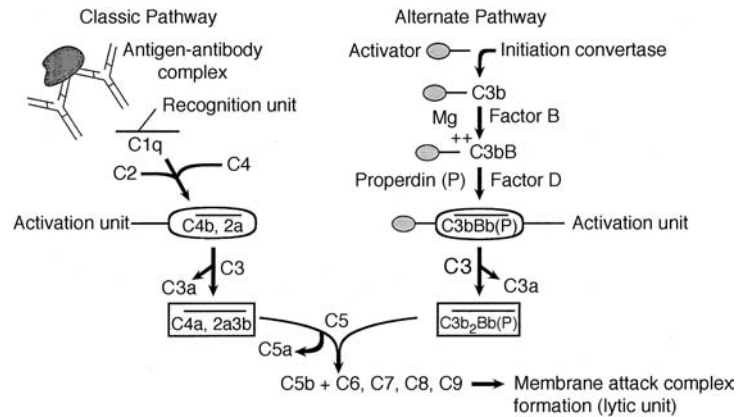 Classic Pathway
Antigen-antibody
complex
Recognition unit
C1q
C2
C4
Activation unit
C4b, 2a
C3
C3a
C4a, 2a3b
Alternate Pathway
Activator
Initiation convertase
C3b
Mg
++
Factor B
C3bB
Properdin (P)
Factor D
C3bBb(P)
Activation unit
C3
C3a
C3b2Bb(P)
C5
C5a
C5b + C6, C7, C8, C9
Membrane attack complex
formation (lytic unit)